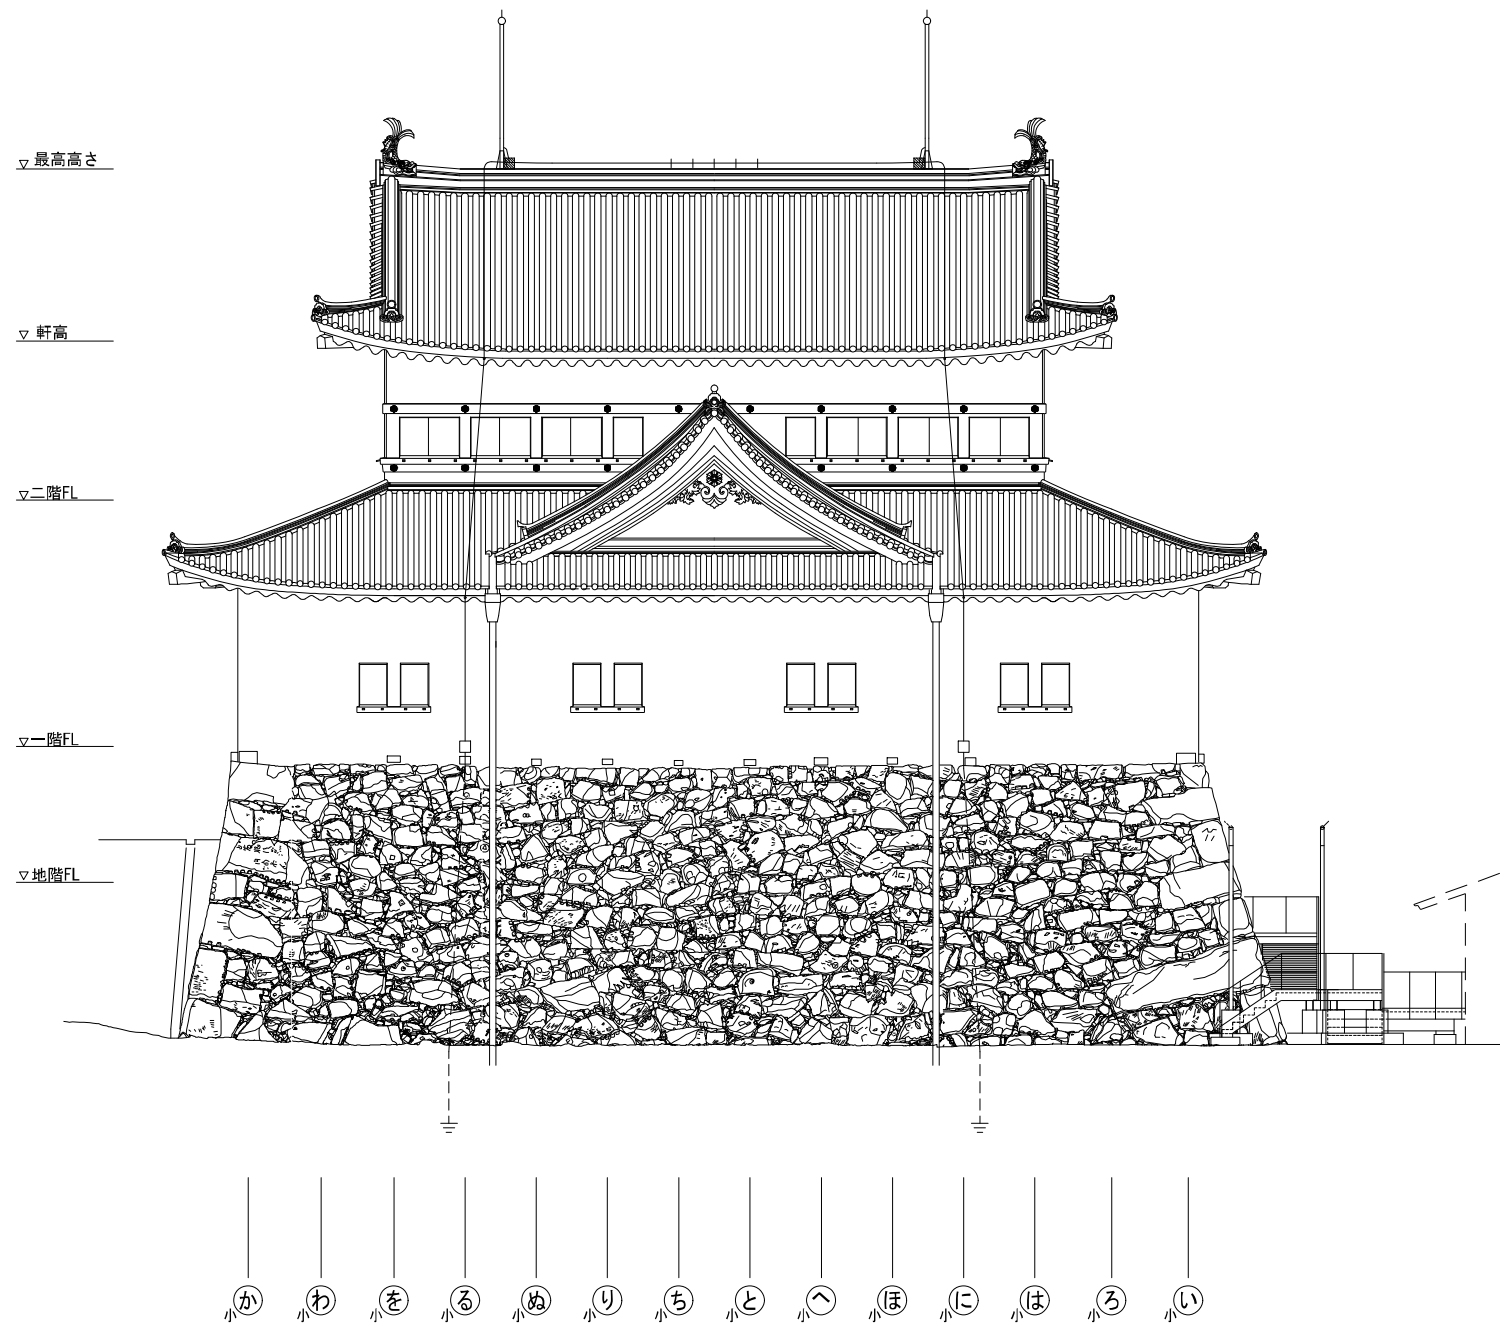 ▽ 最高高さ
▽ 軒高
▽二階FL
▽一階FL
▽地階FL
小か 小わ 小を 小る 小ぬ 小り 小ち 小と 小へ 小ほ 小に 小は 小ろ 小い